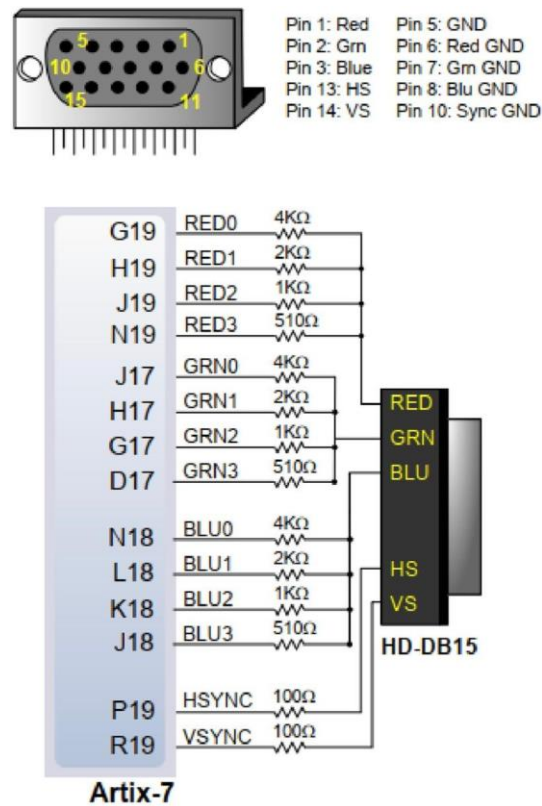 Pin 1: Red Pin 5: GND
Pin 2: Grn Pin 6: Red GND
Pin 3: Blue Pin 7: Grn GND
Pin 13: HS Pin 8: Blu GND
Pin 14: VS Pin 10: Sync GND
5 1
10 6
15 11
G19 RED0 4KΩ
H19 RED1 2KΩ
J19 RED2 1KΩ
N19 RED3 510Ω
J17 GRN0 4KΩ
H17 GRN1 2KΩ
G17 GRN2 1KΩ
D17 GRN3 510Ω
N18 BLU0 4KΩ
L18 BLU1 2KΩ
K18 BLU2 1KΩ
J18 BLU3 510Ω
P19 HSYNC 100Ω
R19 VSYNC 100Ω
Artix-7
RED
GRN
BLU
HS
VS
HD-DB15